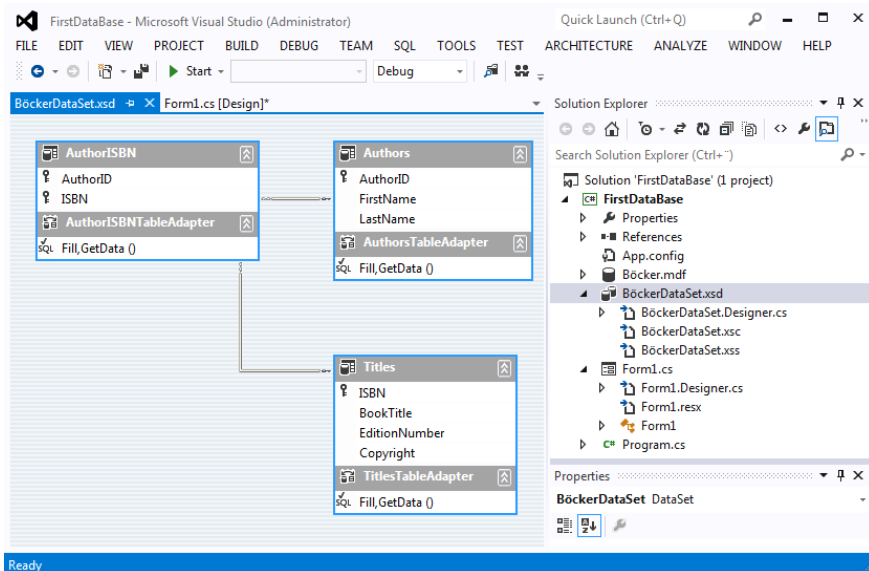 FirstDataBase - Microsoft Visual Studio (Administrator)
Quick Launch (Ctrl+Q)
FILE EDIT VIEW PROJECT BUILD DEBUG TEAM SQL TOOLS TEST ARCHITECTURE ANALYZE WINDOW HELP
Start
Debug
BöckerDataSet.xsd
Form1.cs [Design]*
AuthorISBN
AuthorID
ISBN
AuthorISBNTableAdapter
SQL Fill,GetData ()
Authors
AuthorID
FirstName
LastName
AuthorsTableAdapter
SQL Fill,GetData ()
Titles
ISBN
BookTitle
EditionNumber
Copyright
TitlesTableAdapter
SQL Fill,GetData ()
Solution Explorer
Search Solution Explorer (Ctrl+¨)
Solution 'FirstDataBase' (1 project)
C# FirstDataBase
Properties
References
App.config
Böcker.mdf
BöckerDataSet.xsd
BöckerDataSet.Designer.cs
BöckerDataSet.xsc
BöckerDataSet.xss
Form1.cs
Form1.Designer.cs
Form1.resx
Form1
C# Program.cs
Properties
BöckerDataSet DataSet
Ready